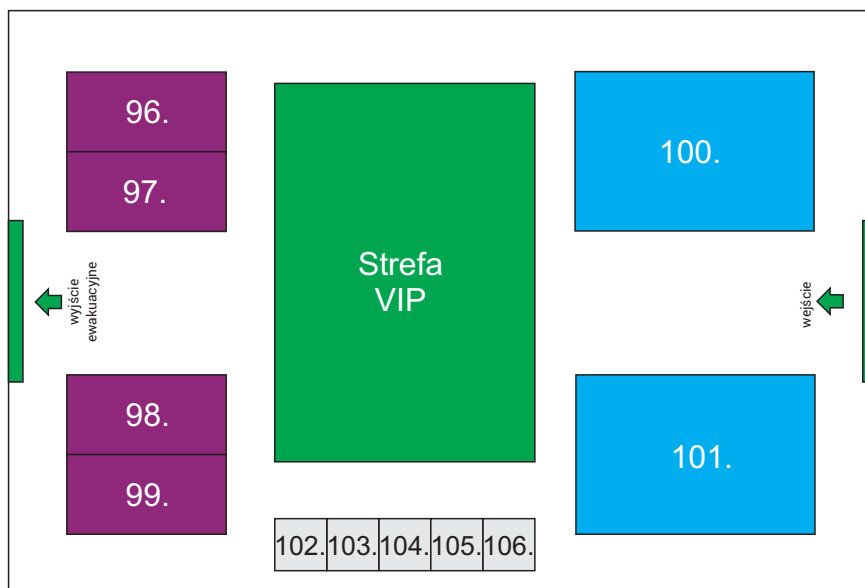 96.
97.
100.
Strefa
VIP
wyjście
ewakuacyjne
wejście
98.
99.
101.
102. 103. 104. 105. 106.